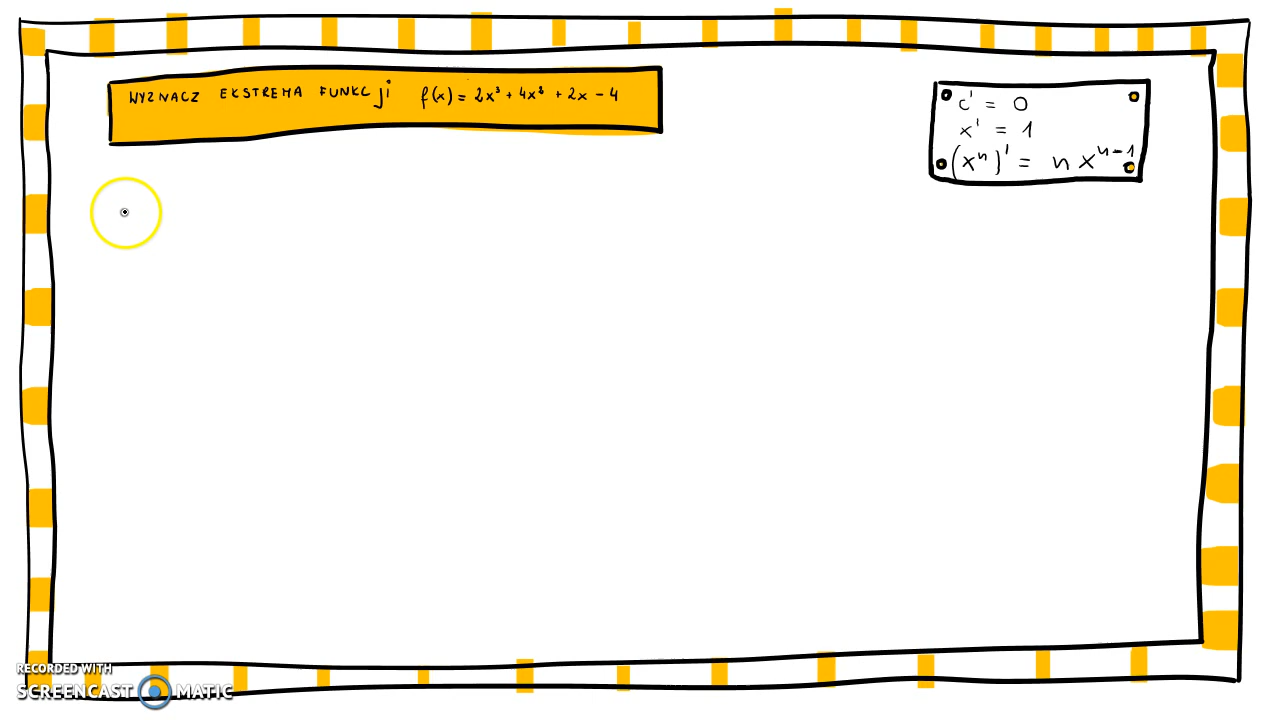 WYZNACZ EKSTREMA FUNKCji f(x) = 2x³ + 4x² + 2x - 4
c' = 0
x' = 1
(xⁿ)' = n xⁿ⁻¹
RECORDED WITH
SCREENCAST MATIC